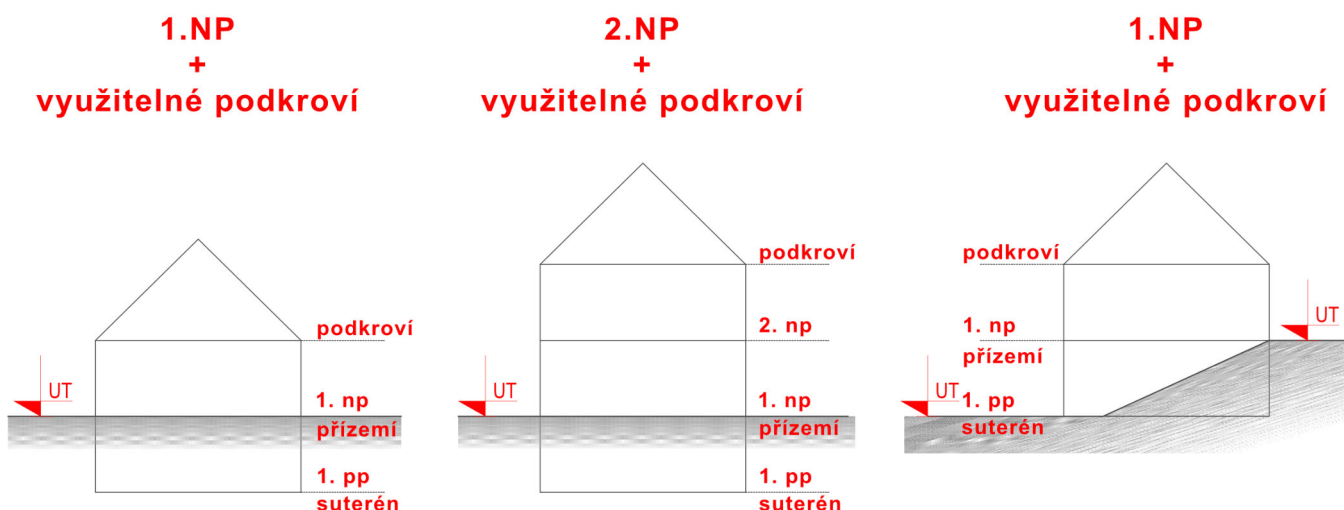 1.NP
+
využitelné podkroví
podkroví
UT
1. np
přízemí
1. pp
suterén
2.NP
+
využitelné podkroví
podkroví
2. np
UT
1. np
přízemí
1. pp
suterén
1.NP
+
využitelné podkroví
podkroví
UT
1. np
přízemí
UT
1. pp
suterén